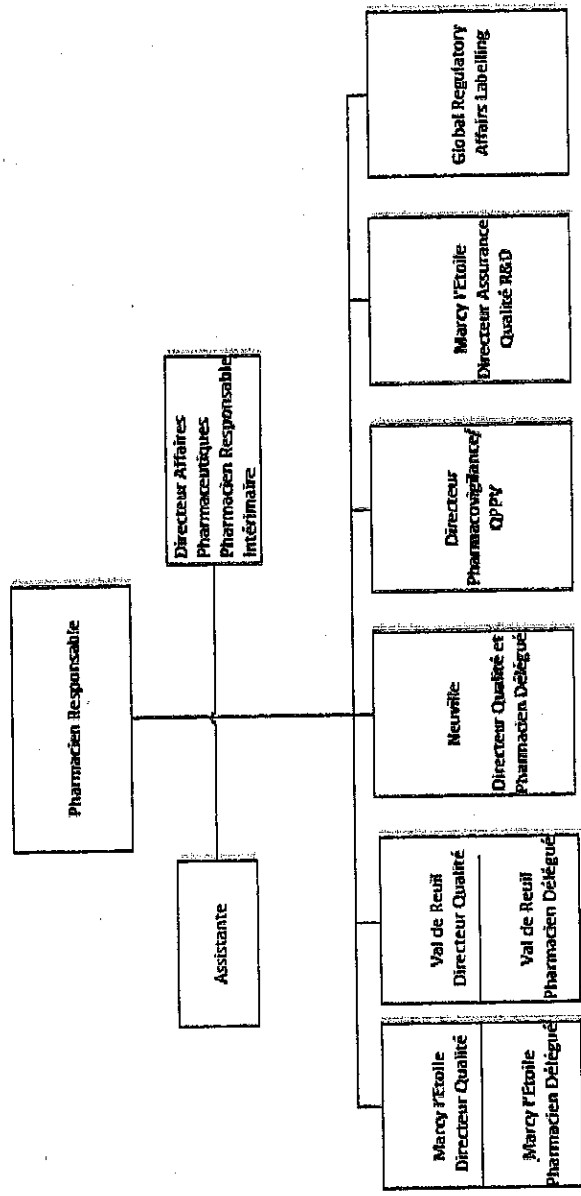 Pharmacien Responsable
Assistante
Directeur Affaires
Pharmaceutiques
Pharmacien Responsable
Intérimaire
Marcy l'Etoile
Directeur Qualité
Marcy l'Etoile
Pharmacien Délégué
Val de Reuil
Directeur Qualité
Val de Reuil
Pharmacien Délégué
Neuville
Directeur Qualité et
Pharmacien Délégué
Directeur
Pharmacovigilance/
QPPV
Marcy l'Etoile
Directeur Assurance
Qualité R&D
Global Regulatory
Affairs Labelling